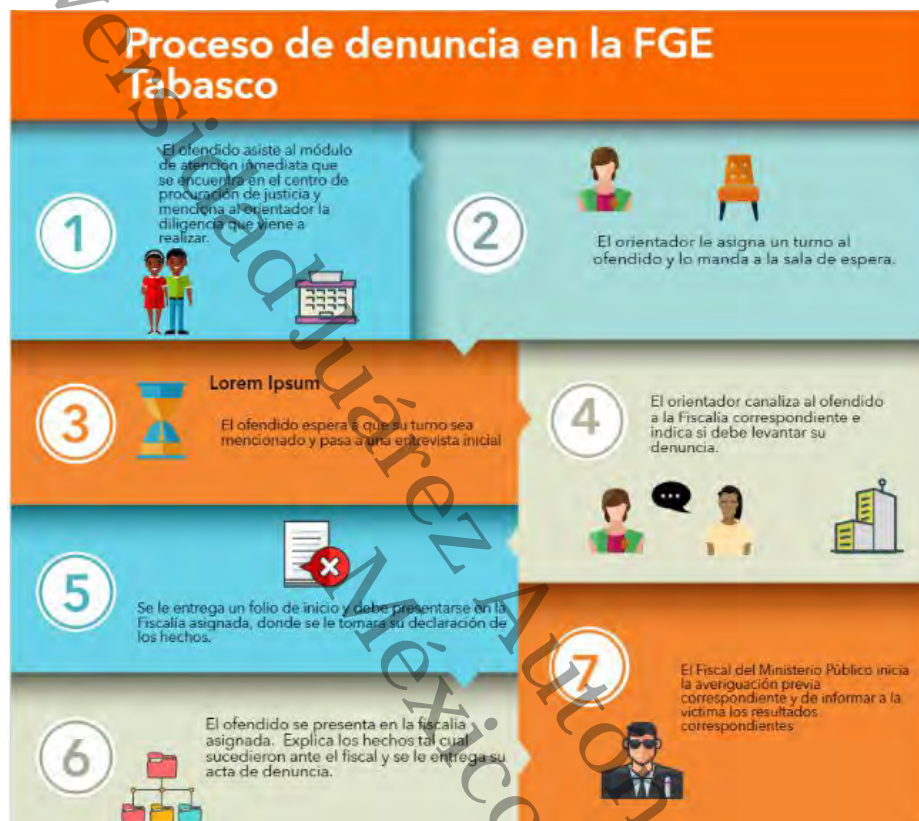 Proceso de denuncia en la FGE
Tabasco
1
El ofendido asiste al módulo
de atención inmediata que
se encuentra en el centro de
procuración de justicia y
menciona al orientador la
diligencia que viene a
realizar.
2
El orientador le asigna un turno al
ofendido y lo manda a la sala de espera.
3
Lorem Ipsum
El ofendido espera a que su turno sea
mencionado y pasa a una entrevista inicial
4
El orientador canaliza al ofendido
a la Fiscalía correspondiente e
indica si debe levantar su
denuncia.
5
Se le entrega un folio de inicio y debe presentarse en la
Fiscalía asignada, donde se le tomara su declaración de
los hechos.
6
El ofendido se presenta en la fiscalia
asignada. Explica los hechos tal cual
sucedieron ante el fiscal y se le entrega su
acta de denuncia.
7
El Fiscal del Ministerio Público inicia
la averiguación previa
correspondiente y de informar a la
victima los resultados
correspondientes
versidad Juárez Autón
México